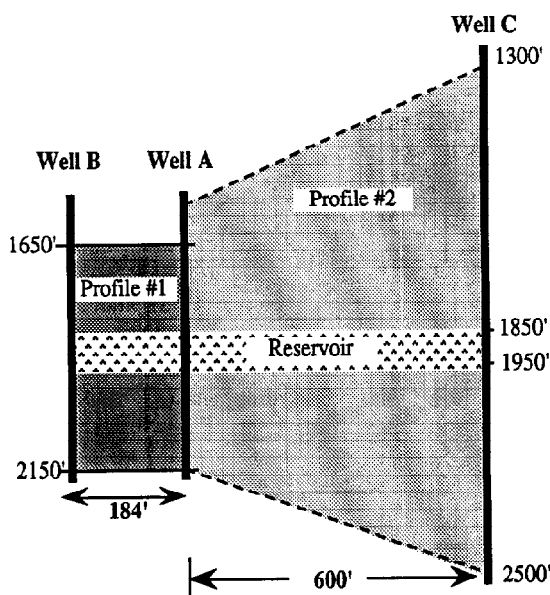 Well C
1300'
Well B
Well A
Profile #2
1650'
Profile #1
1850'
Reservoir
1950'
2150'
184'
600'
2500'